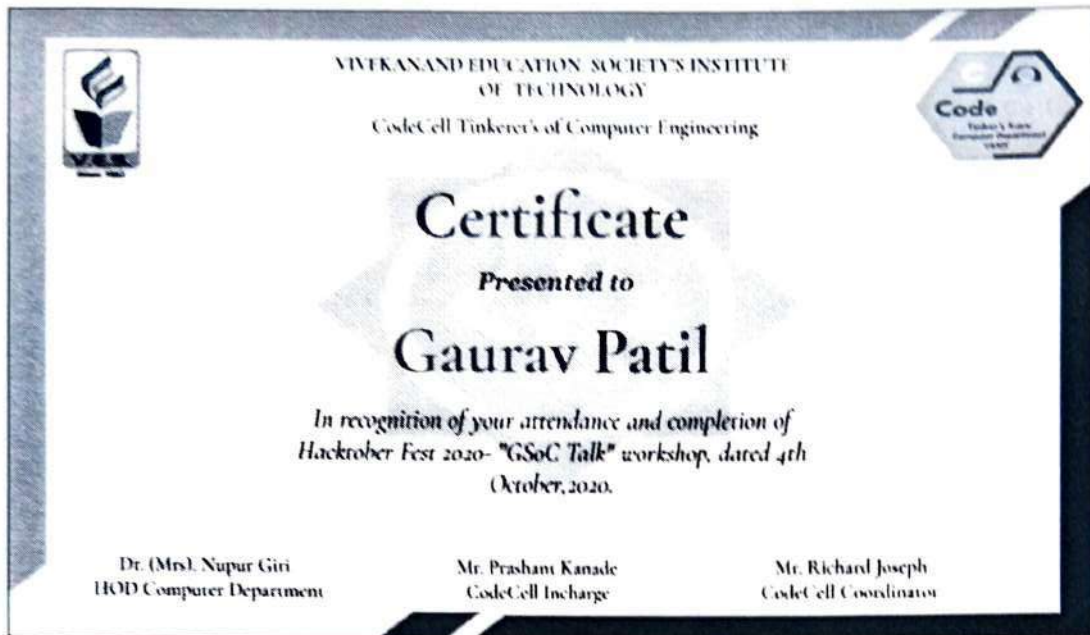 VIVEKANAND EDUCATION SOCIETY'S INSTITUTE
OF TECHNOLOGY
CodeCell Tinkerer's of Computer Engineering
V.E.S.
Code
Computer Department
Certificate
Presented to
Gaurav Patil
In recognition of your attendance and completion of
Hacktober Fest 2020- "GSoC Talk" workshop, dated 4th
October, 2020.
Dr. (Mrs). Nupur Giri
HOD Computer Department
Mr. Prashant Kanade
CodeCell Incharge
Mr. Richard Joseph
CodeCell Coordinator